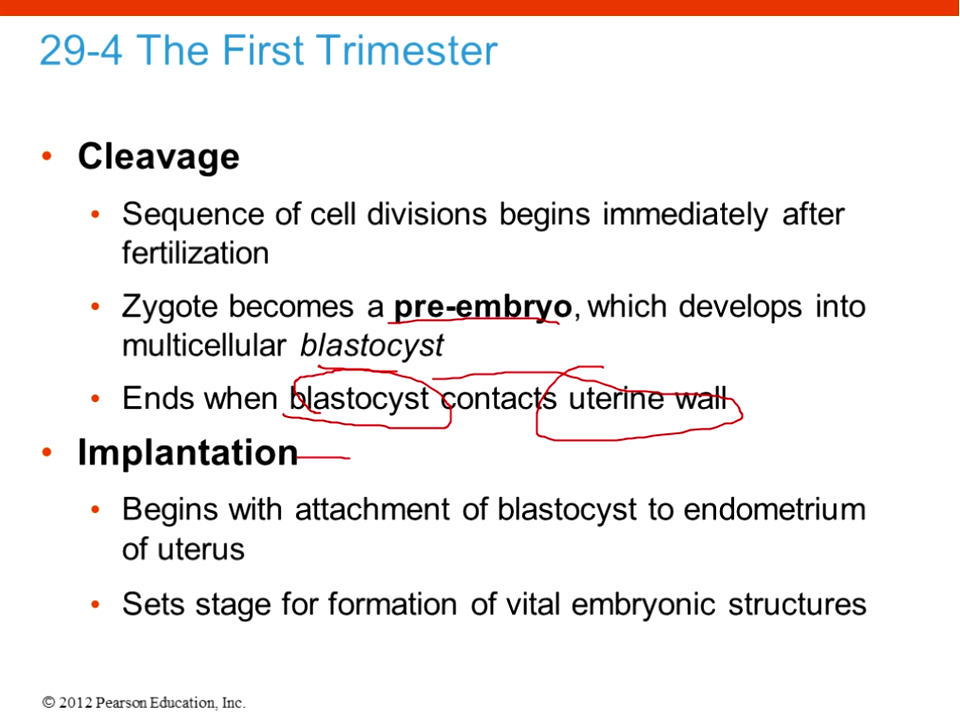 29-4 The First Trimester
• Cleavage
• Sequence of cell divisions begins immediately after
fertilization
• Zygote becomes a pre-embryo, which develops into
multicellular blastocyst
• Ends when blastocyst contacts uterine wall
• Implantation
• Begins with attachment of blastocyst to endometrium
of uterus
• Sets stage for formation of vital embryonic structures
© 2012 Pearson Education, Inc.